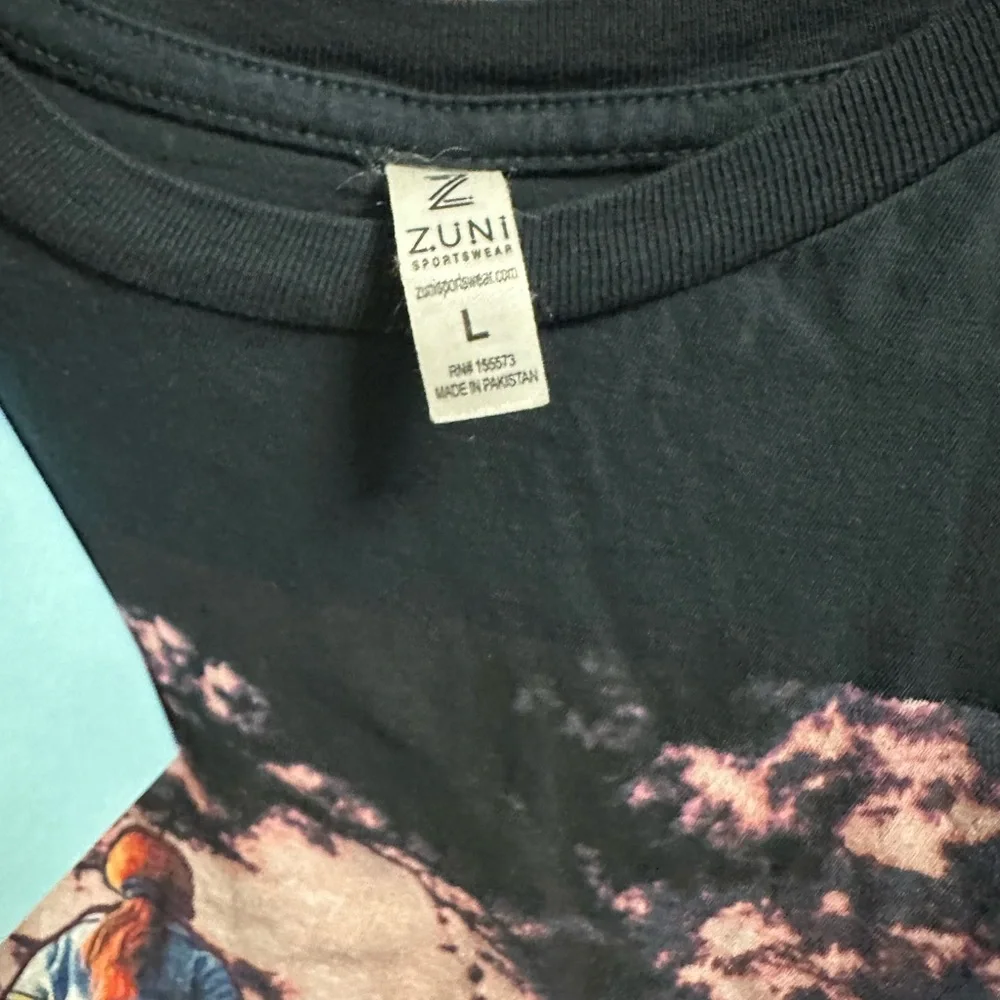 Z
ZUNi
SPORTSWEAR
zunisportswear.com
L
RN# 155573
MADE IN PAKISTAN